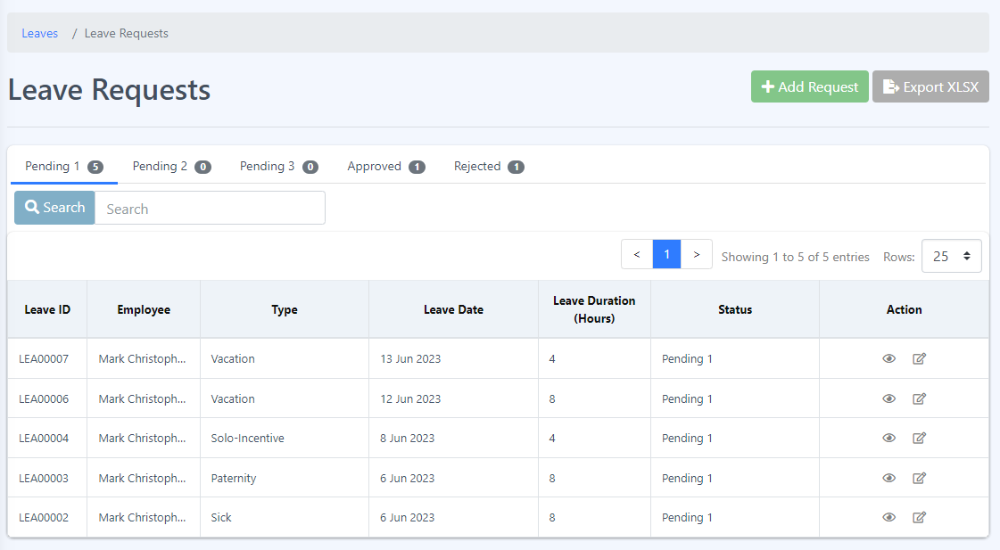 Leaves / Leave Requests
Leave Requests
Add Request Export XLSX
Pending 1 5 Pending 2 0 Pending 3 0 Approved 1 Rejected 1
Search Search
< 1 > Showing 1 to 5 of 5 entries Rows: 25
Leave ID Employee Type Leave Date Leave Duration (Hours) Status Action
LEA00007 Mark Christoph... Vacation 13 Jun 2023 4 Pending 1
LEA00006 Mark Christoph... Vacation 12 Jun 2023 8 Pending 1
LEA00004 Mark Christoph... Solo-Incentive 8 Jun 2023 4 Pending 1
LEA00003 Mark Christoph... Paternity 6 Jun 2023 8 Pending 1
LEA00002 Mark Christoph... Sick 6 Jun 2023 8 Pending 1